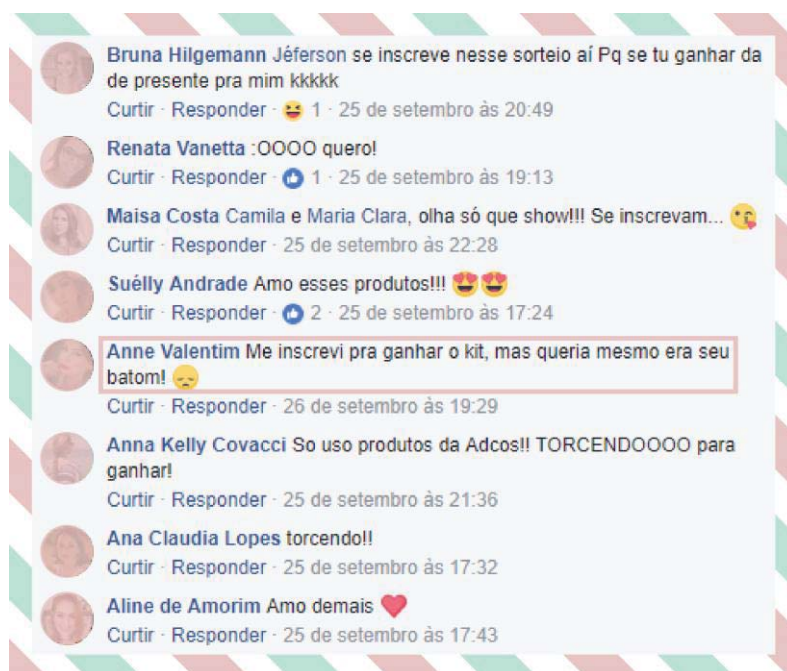 Bruna Hilgemann Jéferson se inscreve nesse sorteio aí Pq se tu ganhar da
de presente pra mim kkkkk
Curtir · Responder · 😆 1 · 25 de setembro às 20:49
Renata Vanetta :OOOO quero!
Curtir · Responder · 👍 1 · 25 de setembro às 19:13
Maisa Costa Camila e Maria Clara, olha só que show!!! Se inscrevam... 😘
Curtir · Responder · 25 de setembro às 22:28
Suélly Andrade Amo esses produtos!!! 😍😍
Curtir · Responder · 👍 2 · 25 de setembro às 17:24
Anne Valentim Me inscrevi pra ganhar o kit, mas queria mesmo era seu
batom! 😞
Curtir · Responder · 26 de setembro às 19:29
Anna Kelly Covacci So uso produtos da Adcos!! TORCENDOOOO para
ganhar!
Curtir · Responder · 25 de setembro às 21:36
Ana Claudia Lopes torcendo!!
Curtir · Responder · 25 de setembro às 17:32
Aline de Amorim Amo demais ❤
Curtir · Responder · 25 de setembro às 17:43